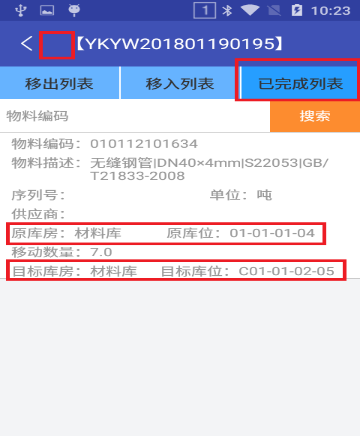 1 10:23
【YKYW201801190195】
移出列表 移入列表 已完成列表
物料编码 搜索
物料编码：010112101634
物料描述：无缝钢管|DN40×4mm|S22053|GB/
T21833-2008
序列号： 单位：吨
供应商：
原库房：材料库 原库位：01-01-01-04
移动数量：7.0
目标库房：材料库 目标库位：C01-01-02-05